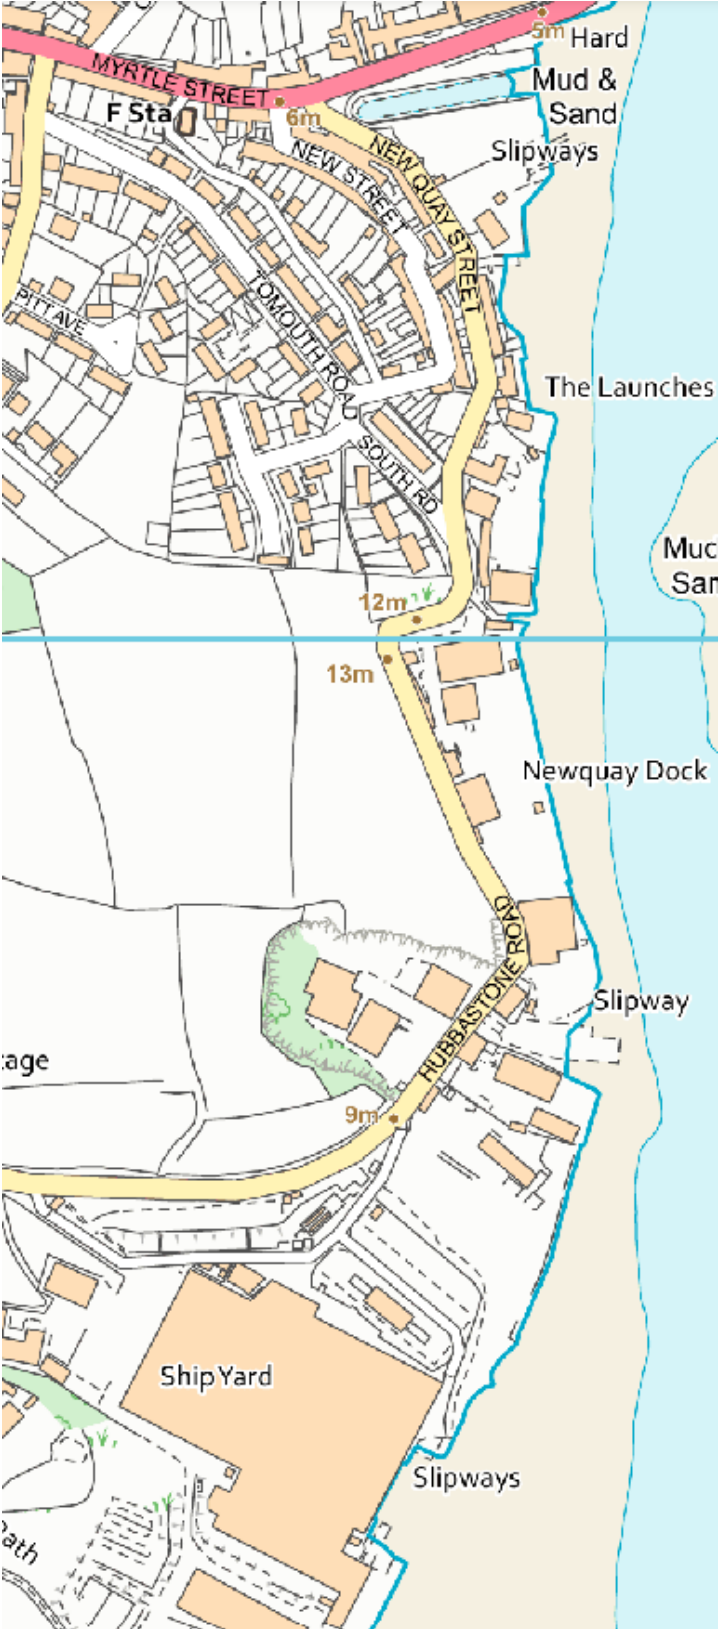 5m
Hard
MYRTLE STREET
Mud &
Sand
F Sta
6m
Slipways
NEW STREET
NEW QUAY STREET
PITT AVE
TOMOUTH ROAD
The Launches
SOUTH RD
12m
13m
Newquay Dock
HUBBASTONE ROAD
Slipway
9m
Ship Yard
Slipways